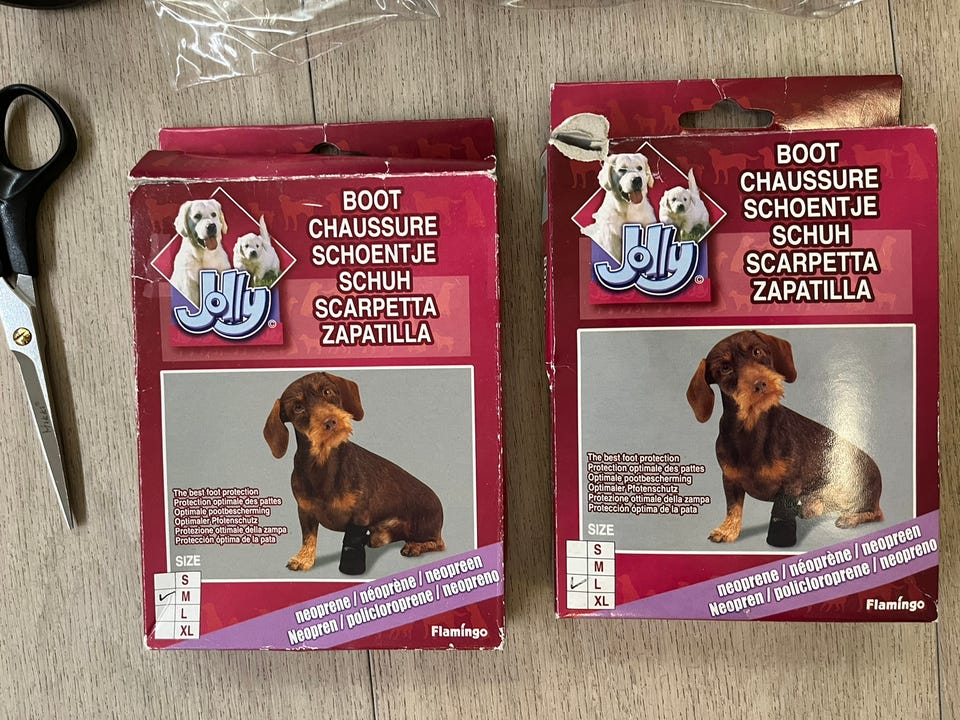 BOOT
CHAUSSURE
SCHOENTJE
SCHUH
SCARPETTA
ZAPATILLA
Jolly ©
The best foot protection
Protection optimale des pattes
Optimale pootbescherming
Optimaler Pfotenschutz
Protezione ottimale della zampa
Protección óptima de la pata
SIZE
S
✓ M
L
XL
neoprene / néoprène / neopreen
Neopren / policloroprene / neopreno
Flamingo
BOOT
CHAUSSURE
SCHOENTJE
SCHUH
SCARPETTA
ZAPATILLA
Jolly ©
The best foot protection
Protection optimale des pattes
Optimale pootbescherming
Optimaler Pfotenschutz
Protezione ottimale della zampa
Protección óptima de la pata
SIZE
S
M
✓ L
XL
neoprene / néoprène / neopreen
Neopren / policloroprene / neopreno
Flamingo